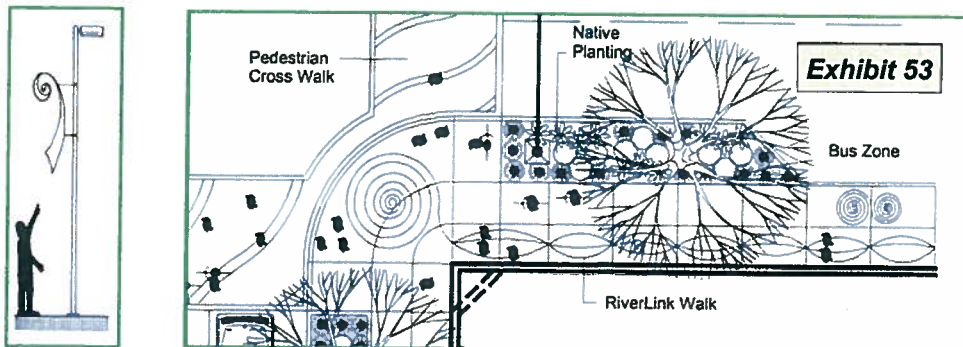 Native
Planting
Pedestrian
Cross Walk
Exhibit 53
Bus Zone
RiverLink Walk